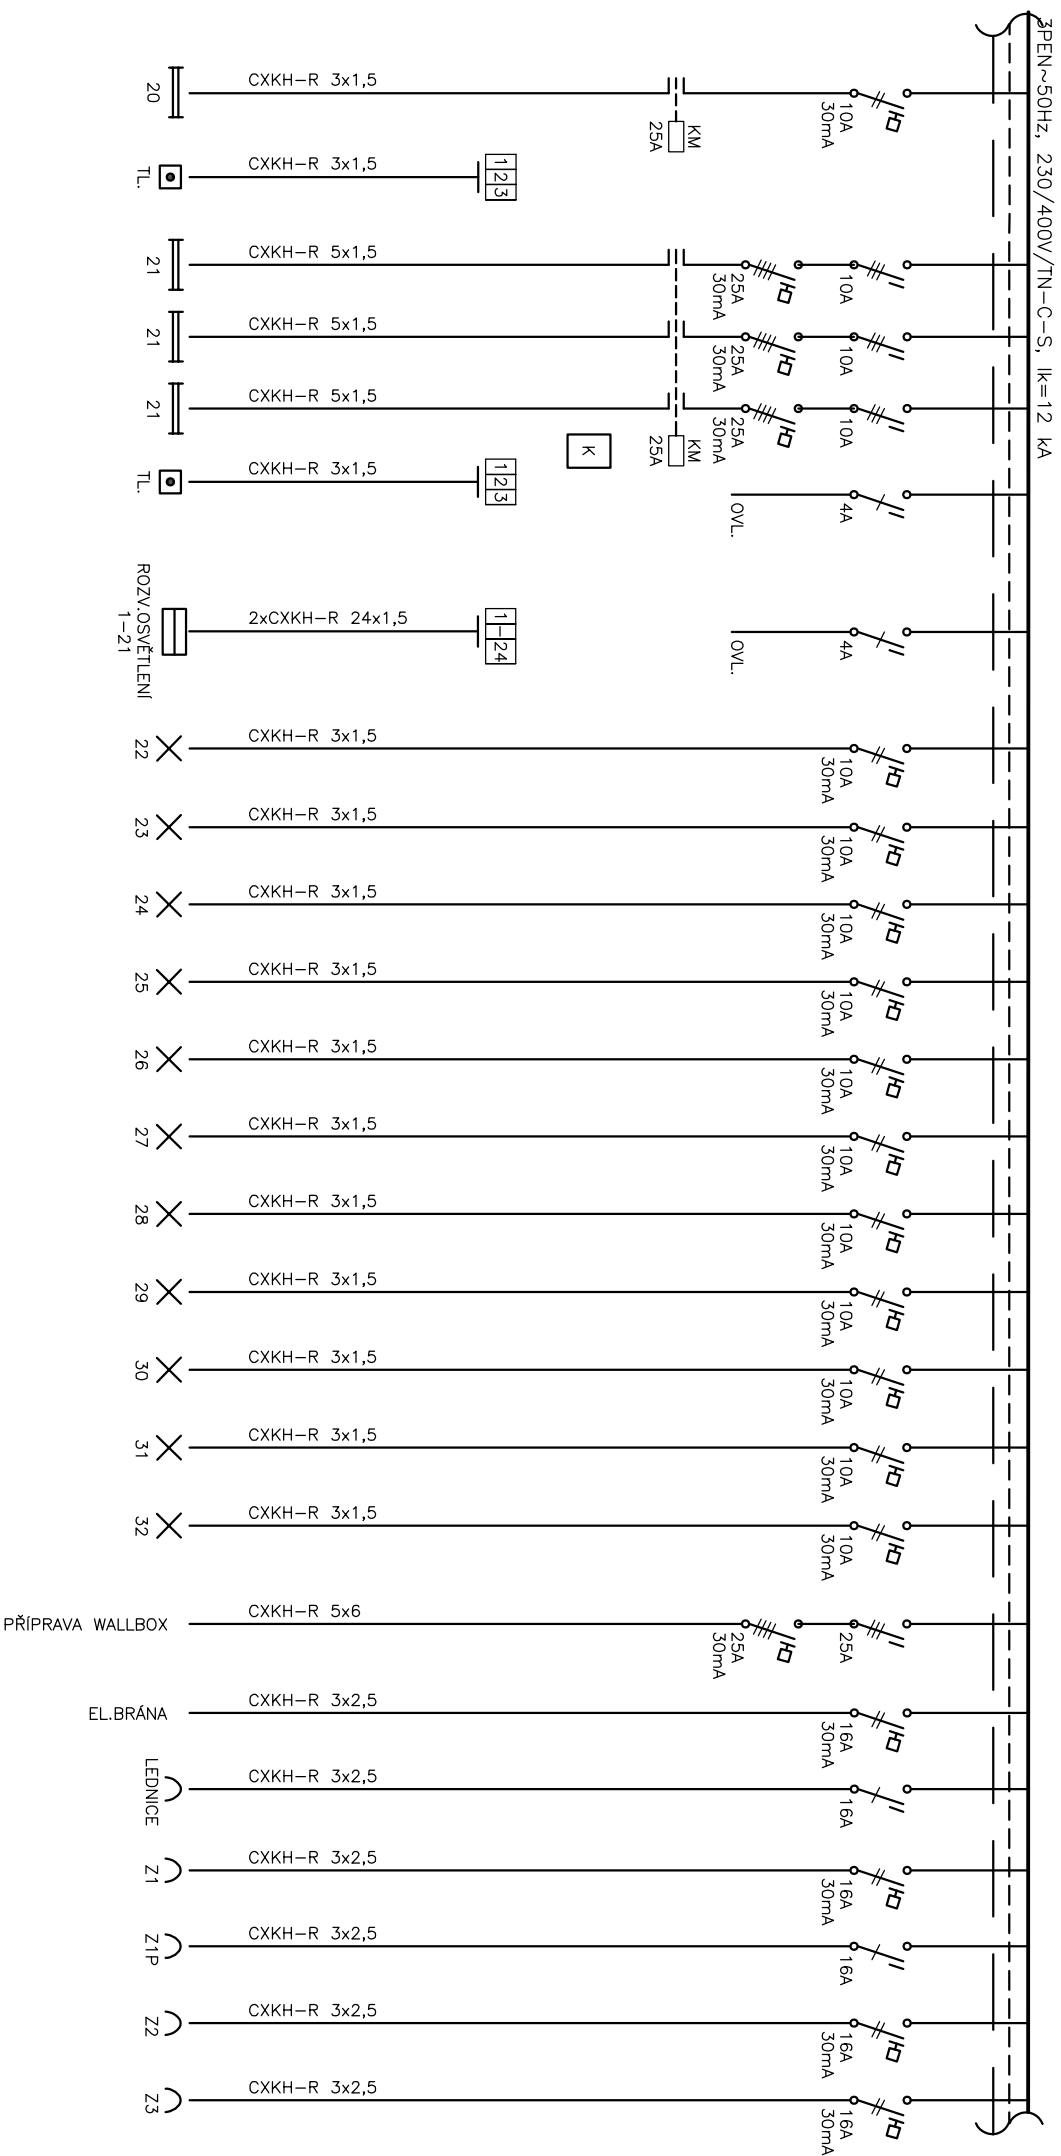 3PEN~50Hz, 230/400V/TN-C-S, Ik=12 kA
20
CXKH-R 3x1,5
KM
25A
10A
30mA
TL.
CXKH-R 3x1,5
1 2 3
21
CXKH-R 5x1,5
25A
30mA
10A
21
CXKH-R 5x1,5
25A
30mA
10A
21
CXKH-R 5x1,5
K
KM
25A
25A
30mA
10A
TL.
CXKH-R 3x1,5
1 2 3
OVL.
4A
ROZV.OSVĚTLENÍ
1-21
2xCXKH-R 24x1,5
1-24
OVL.
4A
22
CXKH-R 3x1,5
10A
30mA
23
CXKH-R 3x1,5
10A
30mA
24
CXKH-R 3x1,5
10A
30mA
25
CXKH-R 3x1,5
10A
30mA
26
CXKH-R 3x1,5
10A
30mA
27
CXKH-R 3x1,5
10A
30mA
28
CXKH-R 3x1,5
10A
30mA
29
CXKH-R 3x1,5
10A
30mA
30
CXKH-R 3x1,5
10A
30mA
31
CXKH-R 3x1,5
10A
30mA
32
CXKH-R 3x1,5
10A
30mA
PŘÍPRAVA WALLBOX
CXKH-R 5x6
25A
30mA
25A
EL.BRÁNA
CXKH-R 3x2,5
16A
30mA
LEDNICE
CXKH-R 3x2,5
16A
Z1
CXKH-R 3x2,5
16A
30mA
Z1P
CXKH-R 3x2,5
16A
Z2
CXKH-R 3x2,5
16A
30mA
Z3
CXKH-R 3x2,5
16A
30mA